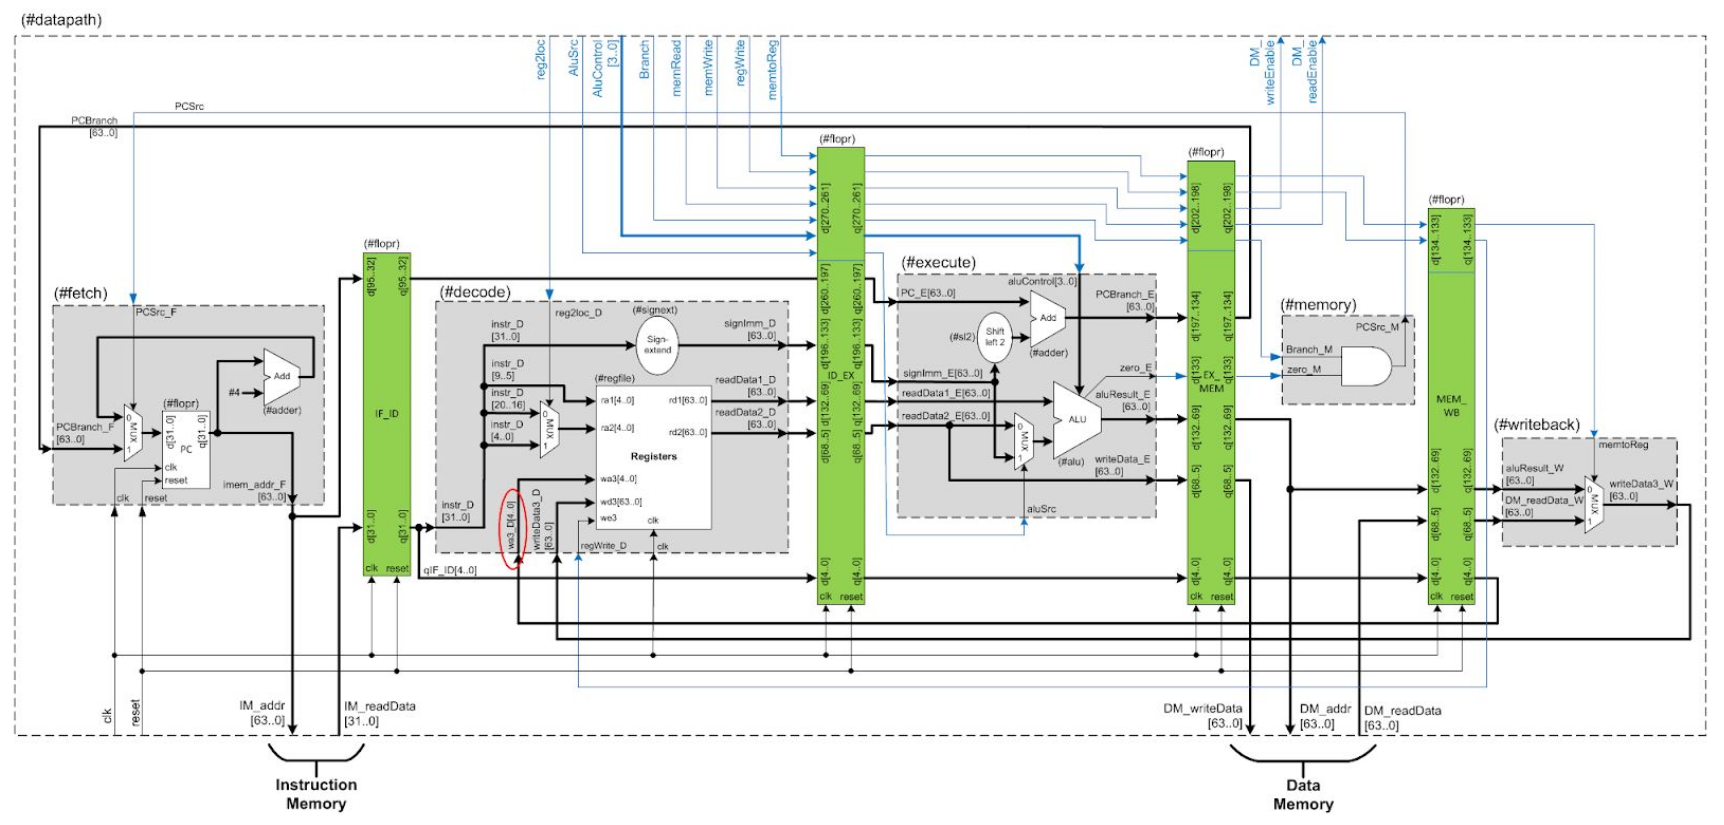 (#datapath)
reg2loc
AluSrc
AluControl
[3..0]
Branch
memRead
memWrite
regWrite
memtoReg
DM_
writeEnable
DM_
readEnable
PCSrc
PCBranch
[63..0]
(#flopr)
d[270..261]
q[270..261]
d[260..197]
q[260..197]
d[196..133]
q[196..133]
ID_EX
d[132..69]
q[132..69]
d[68..5]
q[68..5]
d[4..0]
q[4..0]
clk reset
(#flopr)
d[202..198]
q[202..198]
d[197..134]
q[197..134]
d[133]
q[133]
EX_
MEM
d[132..69]
q[132..69]
d[68..5]
q[68..5]
d[4..0]
q[4..0]
clk reset
(#flopr)
d[134..133]
q[134..133]
MEM_
WB
d[132..69]
q[132..69]
d[68..5]
q[68..5]
d[4..0]
q[4..0]
clk reset
(#flopr)
d[95..32]
q[95..32]
IF_ID
d[31..0]
q[31..0]
clk reset
(#fetch)
PCSrc_F
Add
#4
(#adder)
(#flopr)
d[31..0]
q[31..0]
PC
clk
reset
0
MUX
1
PCBranch_F
[63..0]
imem_addr_F
[63..0]
clk
reset
(#decode)
reg2loc_D
(#signext)
Sign-
extend
signImm_D
[63..0]
instr_D
[31..0]
instr_D
[9..5]
instr_D
[20..16]
instr_D
[4..0]
0
MUX
1
(#regfile)
ra1[4..0]
rd1[63..0]
ra2[4..0]
rd2[63..0]
Registers
wa3[4..0]
wd3[63..0]
we3
clk
readData1_D
[63..0]
readData2_D
[63..0]
instr_D
[31..0]
wa3_D[4..0]
writeData3_D
[63..0]
regWrite_D
clk
qIF_ID[4..0]
(#execute)
aluControl[3..0]
PC_E[63..0]
Add
(#adder)
PCBranch_E
[63..0]
(#sl2)
Shift
left 2
signImm_E[63..0]
readData1_E[63..0]
readData2_E[63..0]
0
MUX
1
ALU
(#alu)
zero_E
aluResult_E
[63..0]
writeData_E
[63..0]
aluSrc
(#memory)
PCSrc_M
Branch_M
zero_M
(#writeback)
memtoReg
aluResult_W
[63..0]
DM_readData_W
[63..0]
0
MUX
1
writeData3_W
[63..0]
clk
reset
IM_addr
[63..0]
IM_readData
[31..0]
DM_writeData
[63..0]
DM_addr
[63..0]
DM_readData
[63..0]
Instruction
Memory
Data
Memory